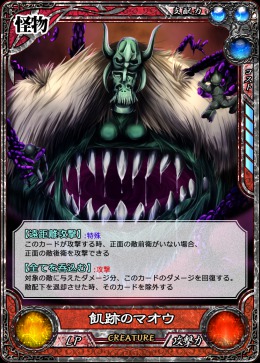 怪物
【遠距離攻撃】:特殊
このカードが攻撃する時、正面の敵前衛がいない場合、
正面の敵後衛を攻撃できる
【全てを呑込む】:攻撃
対象の敵に与えたダメージ分、このカードのダメージを回復する。
敵配下を退却させた時、そのカードを除外する
飢跡のマオウ
LP
CREATURE
攻撃力